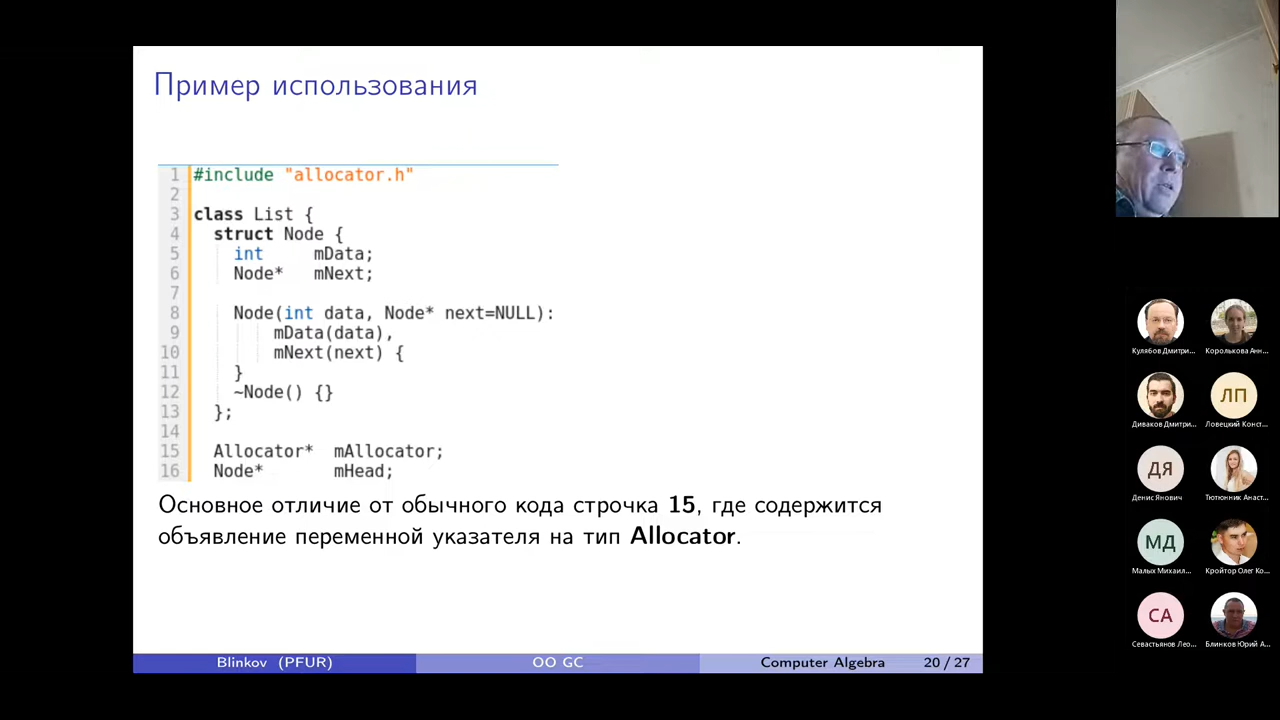 Пример использования
1 #include "allocator.h"
2
3 class List {
4 struct Node {
5 int mData;
6 Node* mNext;
7
8 Node(int data, Node* next=NULL):
9 mData(data),
10 mNext(next) {
11 }
12 ~Node() {}
13 };
14
15 Allocator* mAllocator;
16 Node* mHead;
Основное отличие от обычного кода строчка 15, где содержится
объявление переменной указателя на тип Allocator.
Blinkov (PFUR) OO GC Computer Algebra 20 / 27
Кулябов Дмитри... Королькова Анн...
ЛП
Диваков Дмитри... Ловецкий Конст...
ДЯ
Денис Янович Тютюнник Анаст...
МД
Малых Михаил... Кройтор Олег Ко...
СА
Севастьянов Лео... Блинков Юрий А...